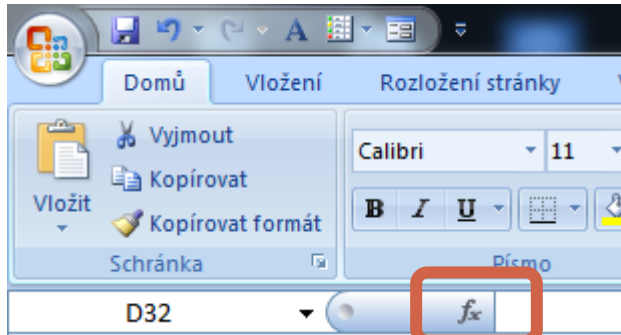 A
Domů Vložení Rozložení stránky
Vyjmout
Kopírovat
Kopírovat formát
Vložit
Schránka
Calibri 11
B I U
Písmo
D32 fx